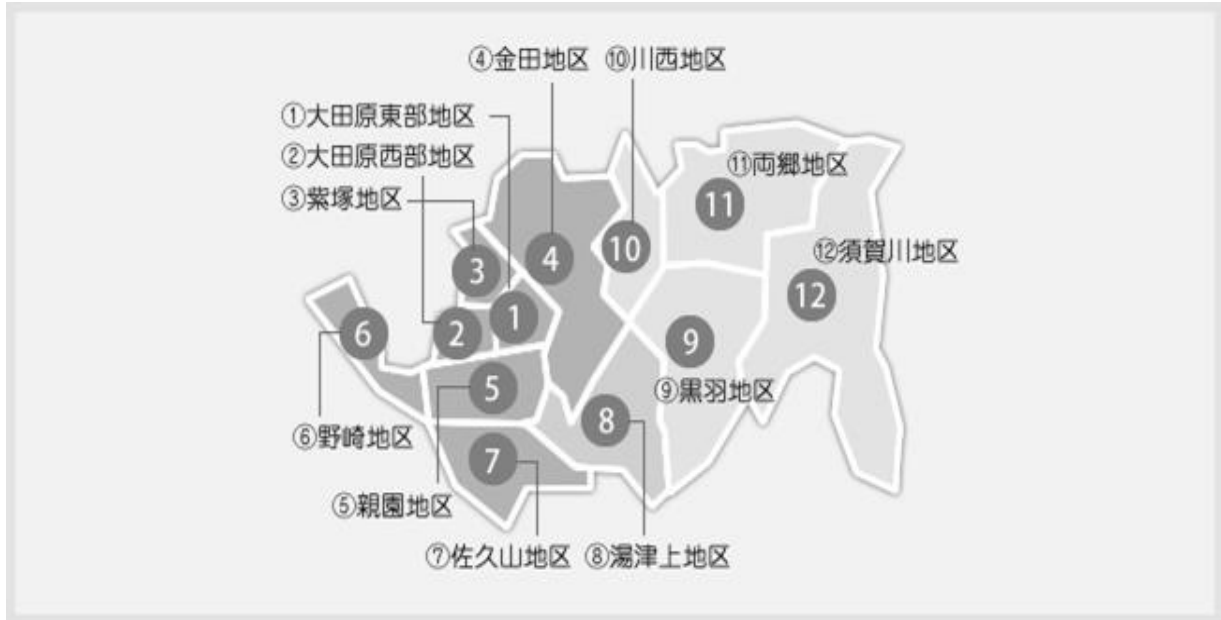 ④金田地区 ⑩川西地区
①大田原東部地区
②大田原西部地区
③紫塚地区
⑪両郷地区
⑫須賀川地区
⑨黒羽地区
⑥野崎地区
⑤親園地区
⑦佐久山地区 ⑧湯津上地区
1
2
3
4
5
6
7
8
9
10
11
12